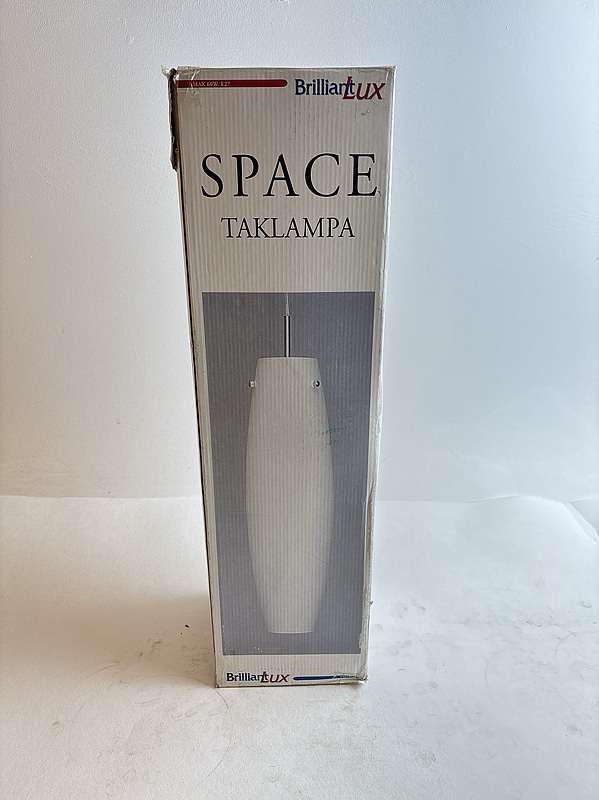 MAX 60W, E27
BrilliantLux
SPACE
TAKLAMPA
BrilliantLux